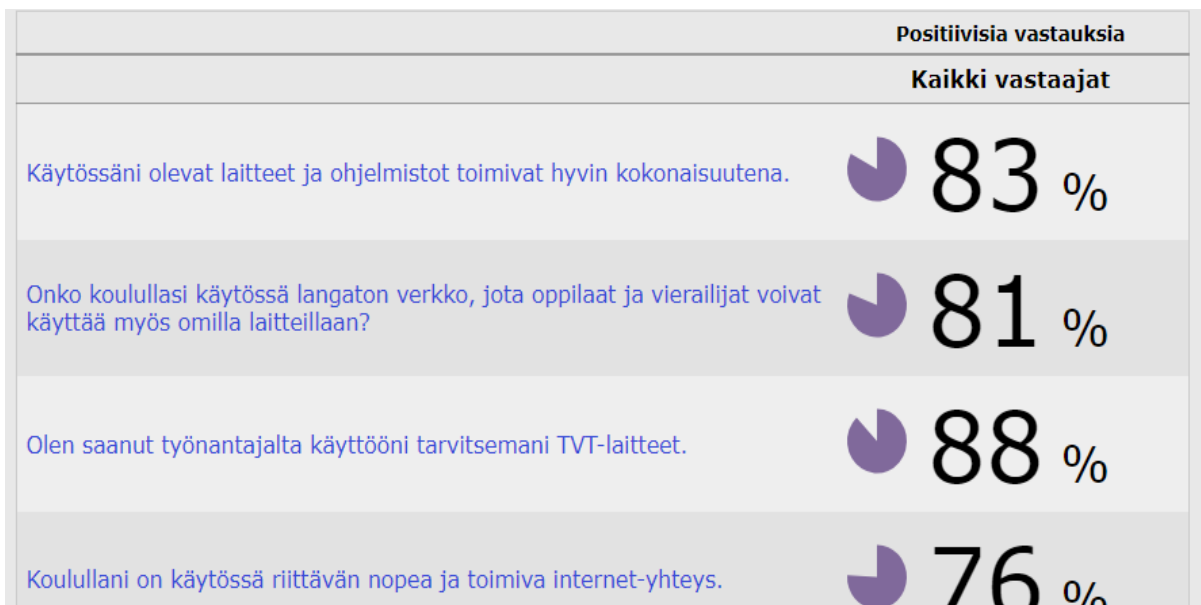 Positiivisia vastauksia
Kaikki vastaajat
Käytössäni olevat laitteet ja ohjelmistot toimivat hyvin kokonaisuutena.
83 %
Onko koulullasi käytössä langaton verkko, jota oppilaat ja vierailijat voivat
käyttää myös omilla laitteillaan?
81 %
Olen saanut työnantajalta käyttööni tarvitsemani TVT-laitteet.
88 %
Koulullani on käytössä riittävän nopea ja toimiva internet-yhteys.
76 %